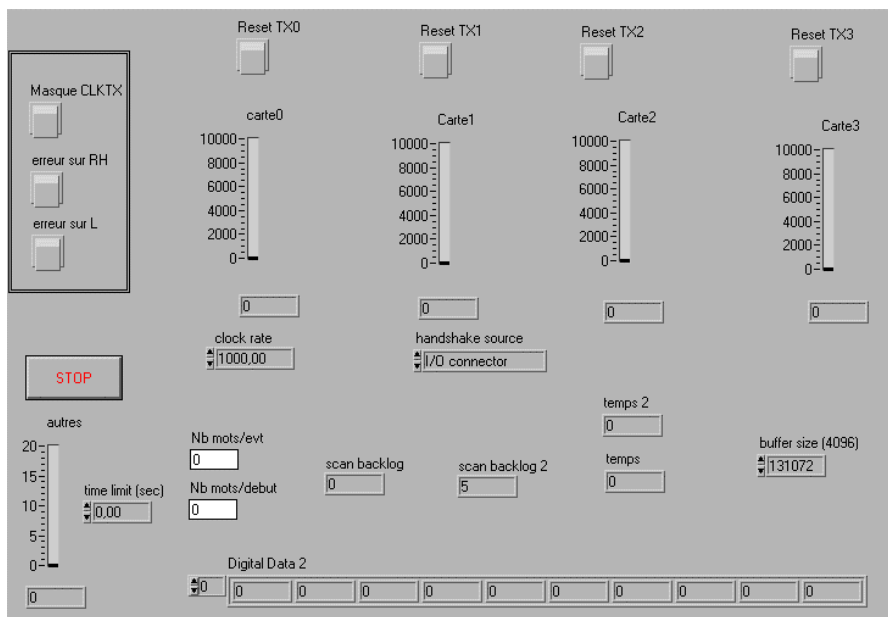 Reset TX0
Reset TX1
Reset TX2
Reset TX3
Masque CLKTX
erreur sur RH
erreur sur L
carte0
10000
8000
6000
4000
2000
0
0
Carte1
10000
8000
6000
4000
2000
0
0
Carte2
10000
8000
6000
4000
2000
0
0
Carte3
10000
8000
6000
4000
2000
0
0
clock rate
1000,00
handshake source
I/O connector
STOP
autres
20
15
10
5
0
0
time limit (sec)
0,00
Nb mots/evt
0
Nb mots/debut
0
scan backlog
0
scan backlog 2
5
temps 2
0
temps
0
buffer size (4096)
131072
Digital Data 2
0
0 0 0 0 0 0 0 0 0 0